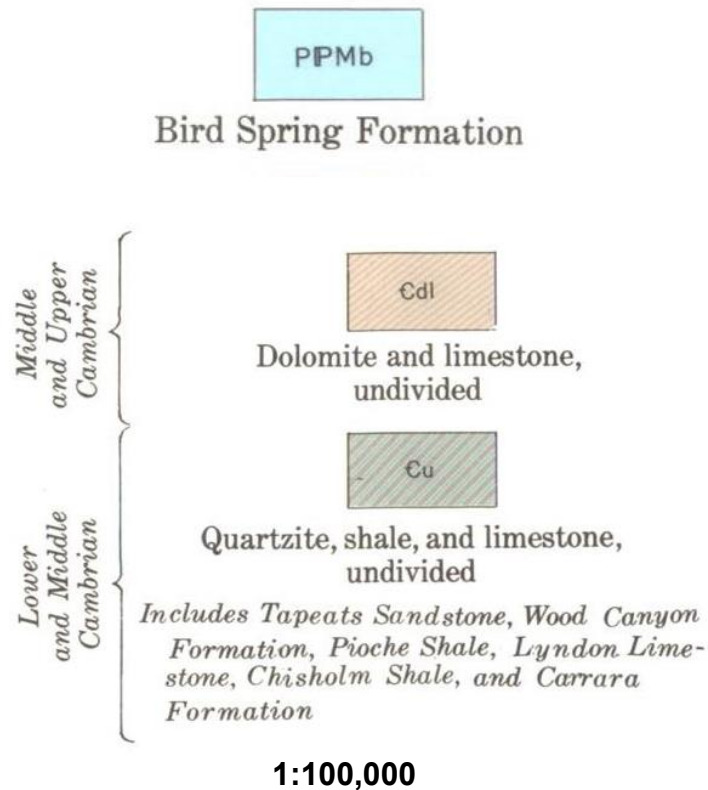 PIPMb
Bird Spring Formation
Middle
and Upper
Cambrian
Єdl
Dolomite and limestone,
undivided
Lower
and Middle
Cambrian
Єu
Quartzite, shale, and limestone,
undivided
Includes Tapeats Sandstone, Wood Canyon
Formation, Pioche Shale, Lyndon Lime-
stone, Chisholm Shale, and Carrara
Formation
1:100,000